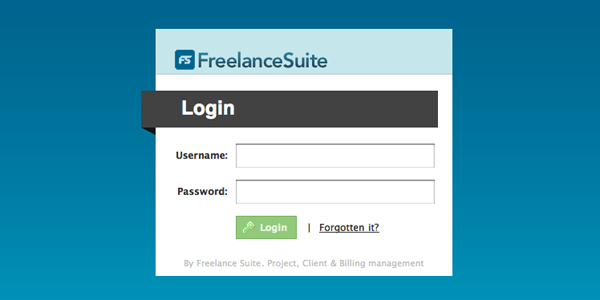 FS FreelanceSuite
Login
Username:
Password:
Login | Forgotten it?
By Freelance Suite. Project, Client & Billing management